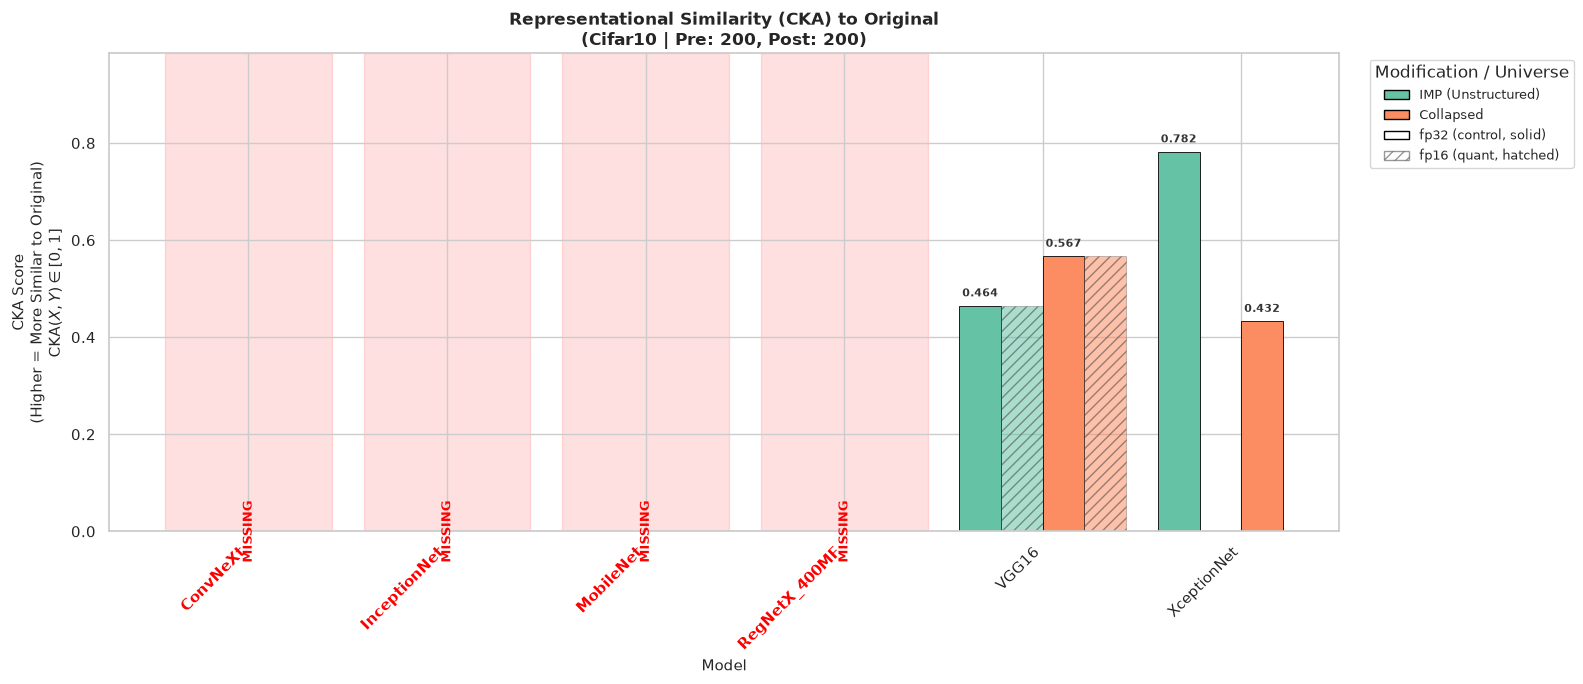 Representational Similarity (CKA) to Original
(Cifar10 | Pre: 200, Post: 200)
CKA Score
(Higher = More Similar to Original)
CKA(X, Y) ∈ [0, 1]
0.8
0.6
0.4
0.2
0.0
MISSING
MISSING
MISSING
MISSING
0.464
0.567
0.782
0.432
ConvNeXt
InceptionNet
MobileNet
RegNetX_400MF
VGG16
XceptionNet
Model
Modification / Universe
IMP (Unstructured)
Collapsed
fp32 (control, solid)
fp16 (quant, hatched)